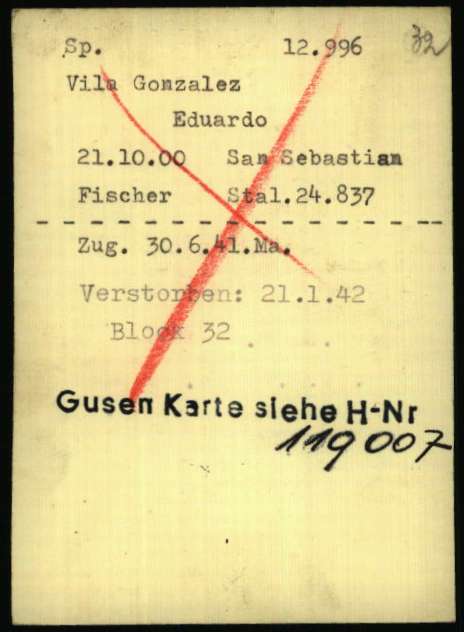 Sp. 12.996 32
Vila Gonzalez
Eduardo
21.10.00 San Sebastian
Fischer Stal.24.837
Zug. 30.6.41.Ma.
Verstorben: 21.1.42
Block 32
Gusen Karte siehe H-Nr
119007